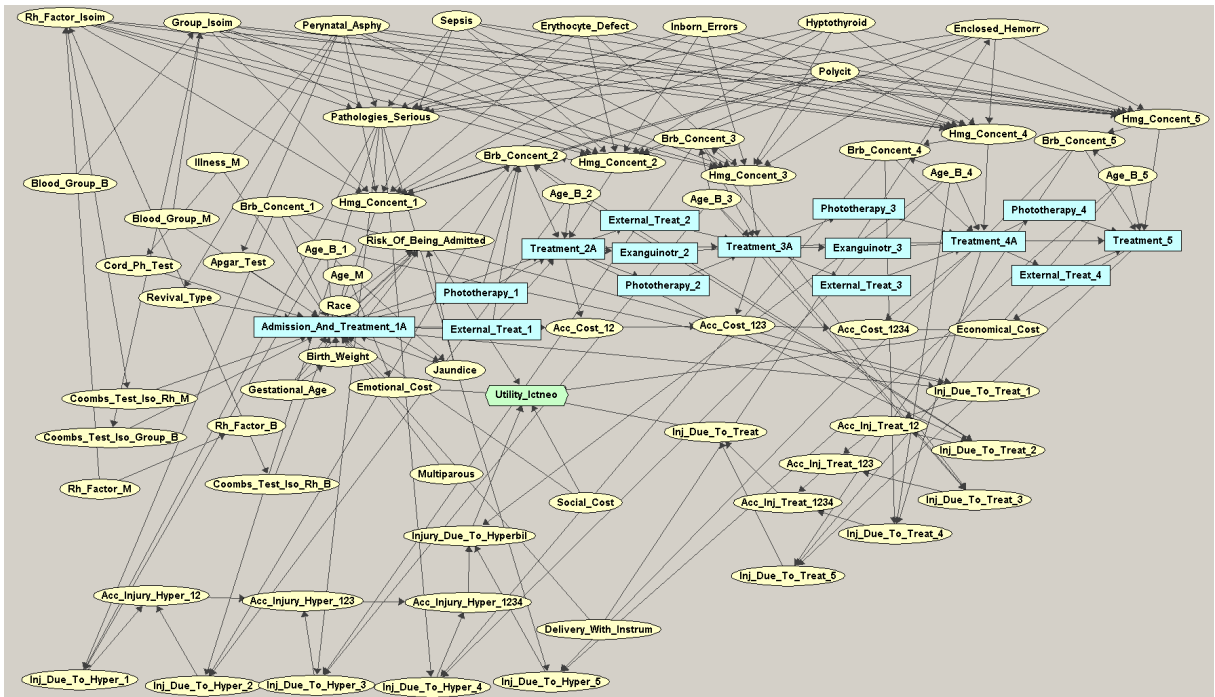 Rh_Factor_Isoim
Group_Isoim
Perynatal_Asphy
Sepsis
Erythocyte_Defect
Inborn_Errors
Hyptothyroid
Enclosed_Hemorr
Polycit
Pathologies_Serious
Hmg_Concent_5
Hmg_Concent_4
Brb_Concent_3
Brb_Concent_5
Brb_Concent_4
Brb_Concent_2
Hmg_Concent_2
Illness_M
Hmg_Concent_3
Age_B_4
Age_B_5
Blood_Group_B
Age_B_2
Age_B_3
Hmg_Concent_1
Brb_Concent_1
Phototherapy_3
Phototherapy_4
Blood_Group_M
External_Treat_2
Risk_Of_Being_Admitted
Age_B_1
Treatment_2A
Exanguinotr_2
Treatment_3A
Exanguinotr_3
Treatment_4A
Treatment_5
Cord_Ph_Test
Apgar_Test
Age_M
External_Treat_4
Phototherapy_1
Phototherapy_2
External_Treat_3
Revival_Type
Race
Admission_And_Treatment_1A
External_Treat_1
Acc_Cost_12
Acc_Cost_123
Acc_Cost_1234
Economical_Cost
Birth_Weight
Jaundice
Gestational_Age
Emotional_Cost
Utility_Ictneo
Inj_Due_To_Treat_1
Coombs_Test_Iso_Rh_M
Rh_Factor_B
Acc_Inj_Treat_12
Inj_Due_To_Treat
Coombs_Test_Iso_Group_B
Inj_Due_To_Treat_2
Acc_Inj_Treat_123
Multiparous
Coombs_Test_Iso_Rh_B
Rh_Factor_M
Social_Cost
Acc_Inj_Treat_1234
Inj_Due_To_Treat_3
Injury_Due_To_Hyperbil
Inj_Due_To_Treat_4
Inj_Due_To_Treat_5
Acc_Injury_Hyper_12
Acc_Injury_Hyper_123
Acc_Injury_Hyper_1234
Delivery_With_Instrum
Inj_Due_To_Hyper_1
Inj_Due_To_Hyper_2
Inj_Due_To_Hyper_3
Inj_Due_To_Hyper_4
Inj_Due_To_Hyper_5